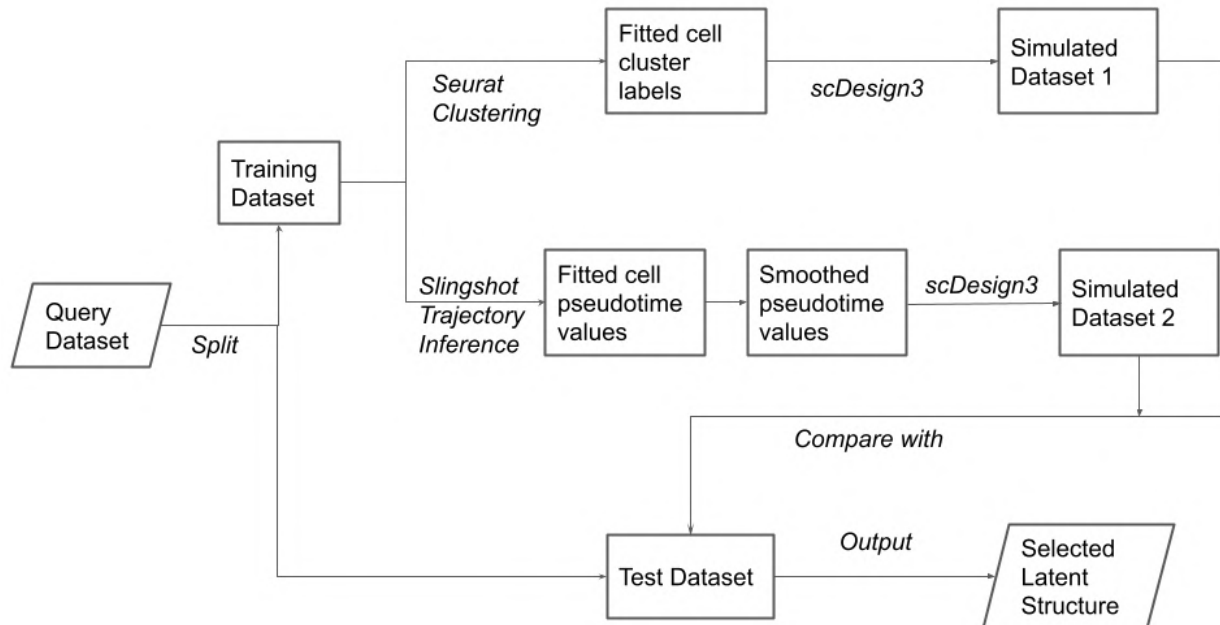 Fitted cell
cluster
labels
Simulated
Dataset 1
Seurat
Clustering
scDesign3
Training
Dataset
Query
Dataset
Split
Slingshot
Trajectory
Inference
Fitted cell
pseudotime
values
Smoothed
pseudotime
values
scDesign3
Simulated
Dataset 2
Compare with
Test Dataset
Output
Selected
Latent
Structure